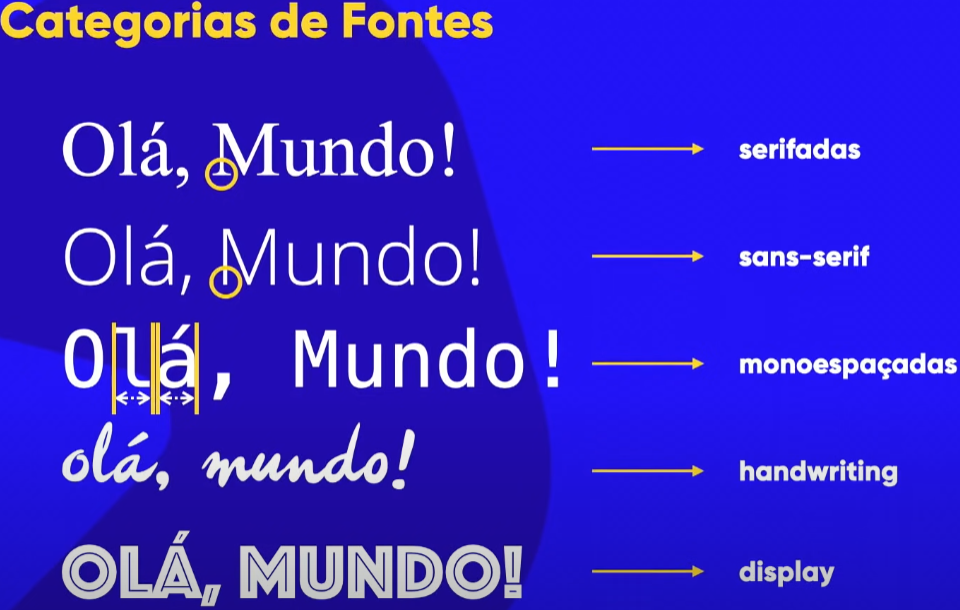 Categorias de Fontes
Olá, Mundo! serifadas
Olá, Mundo! sans-serif
Olá, Mundo! monoespaçadas
olá, mundo! handwriting
OLÁ, MUNDO! display